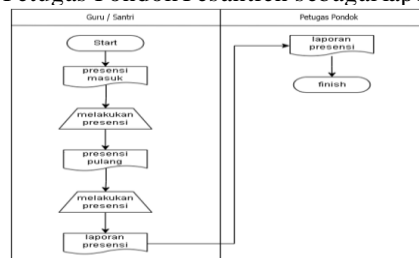 Petugas Pondok Pesantren sebagai
Guru / Santri
Petugas Pondok
Start
presensi
masuk
melakukan
presensi
presensi
pulang
melakukan
presensi
laporan
presensi
laporan
presensi
finish